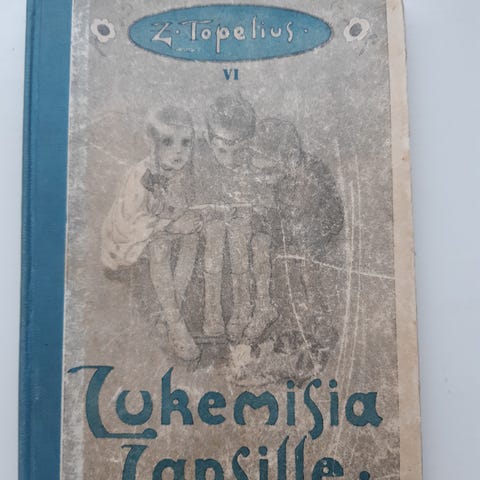 Z. Topelius.
VI
Lukemisia
Lapsille.